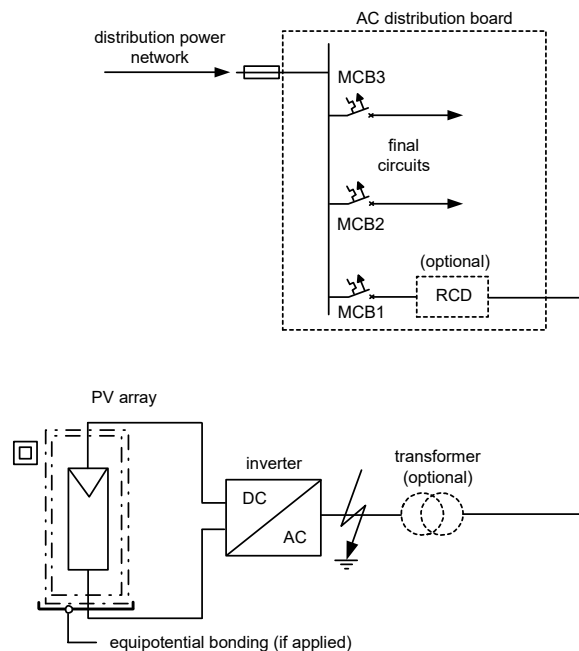 AC distribution board
distribution power
network
MCB3
final
circuits
MCB2
(optional)
RCD
MCB1
PV array
inverter
transformer
(optional)
DC
AC
equipotential bonding (if applied)